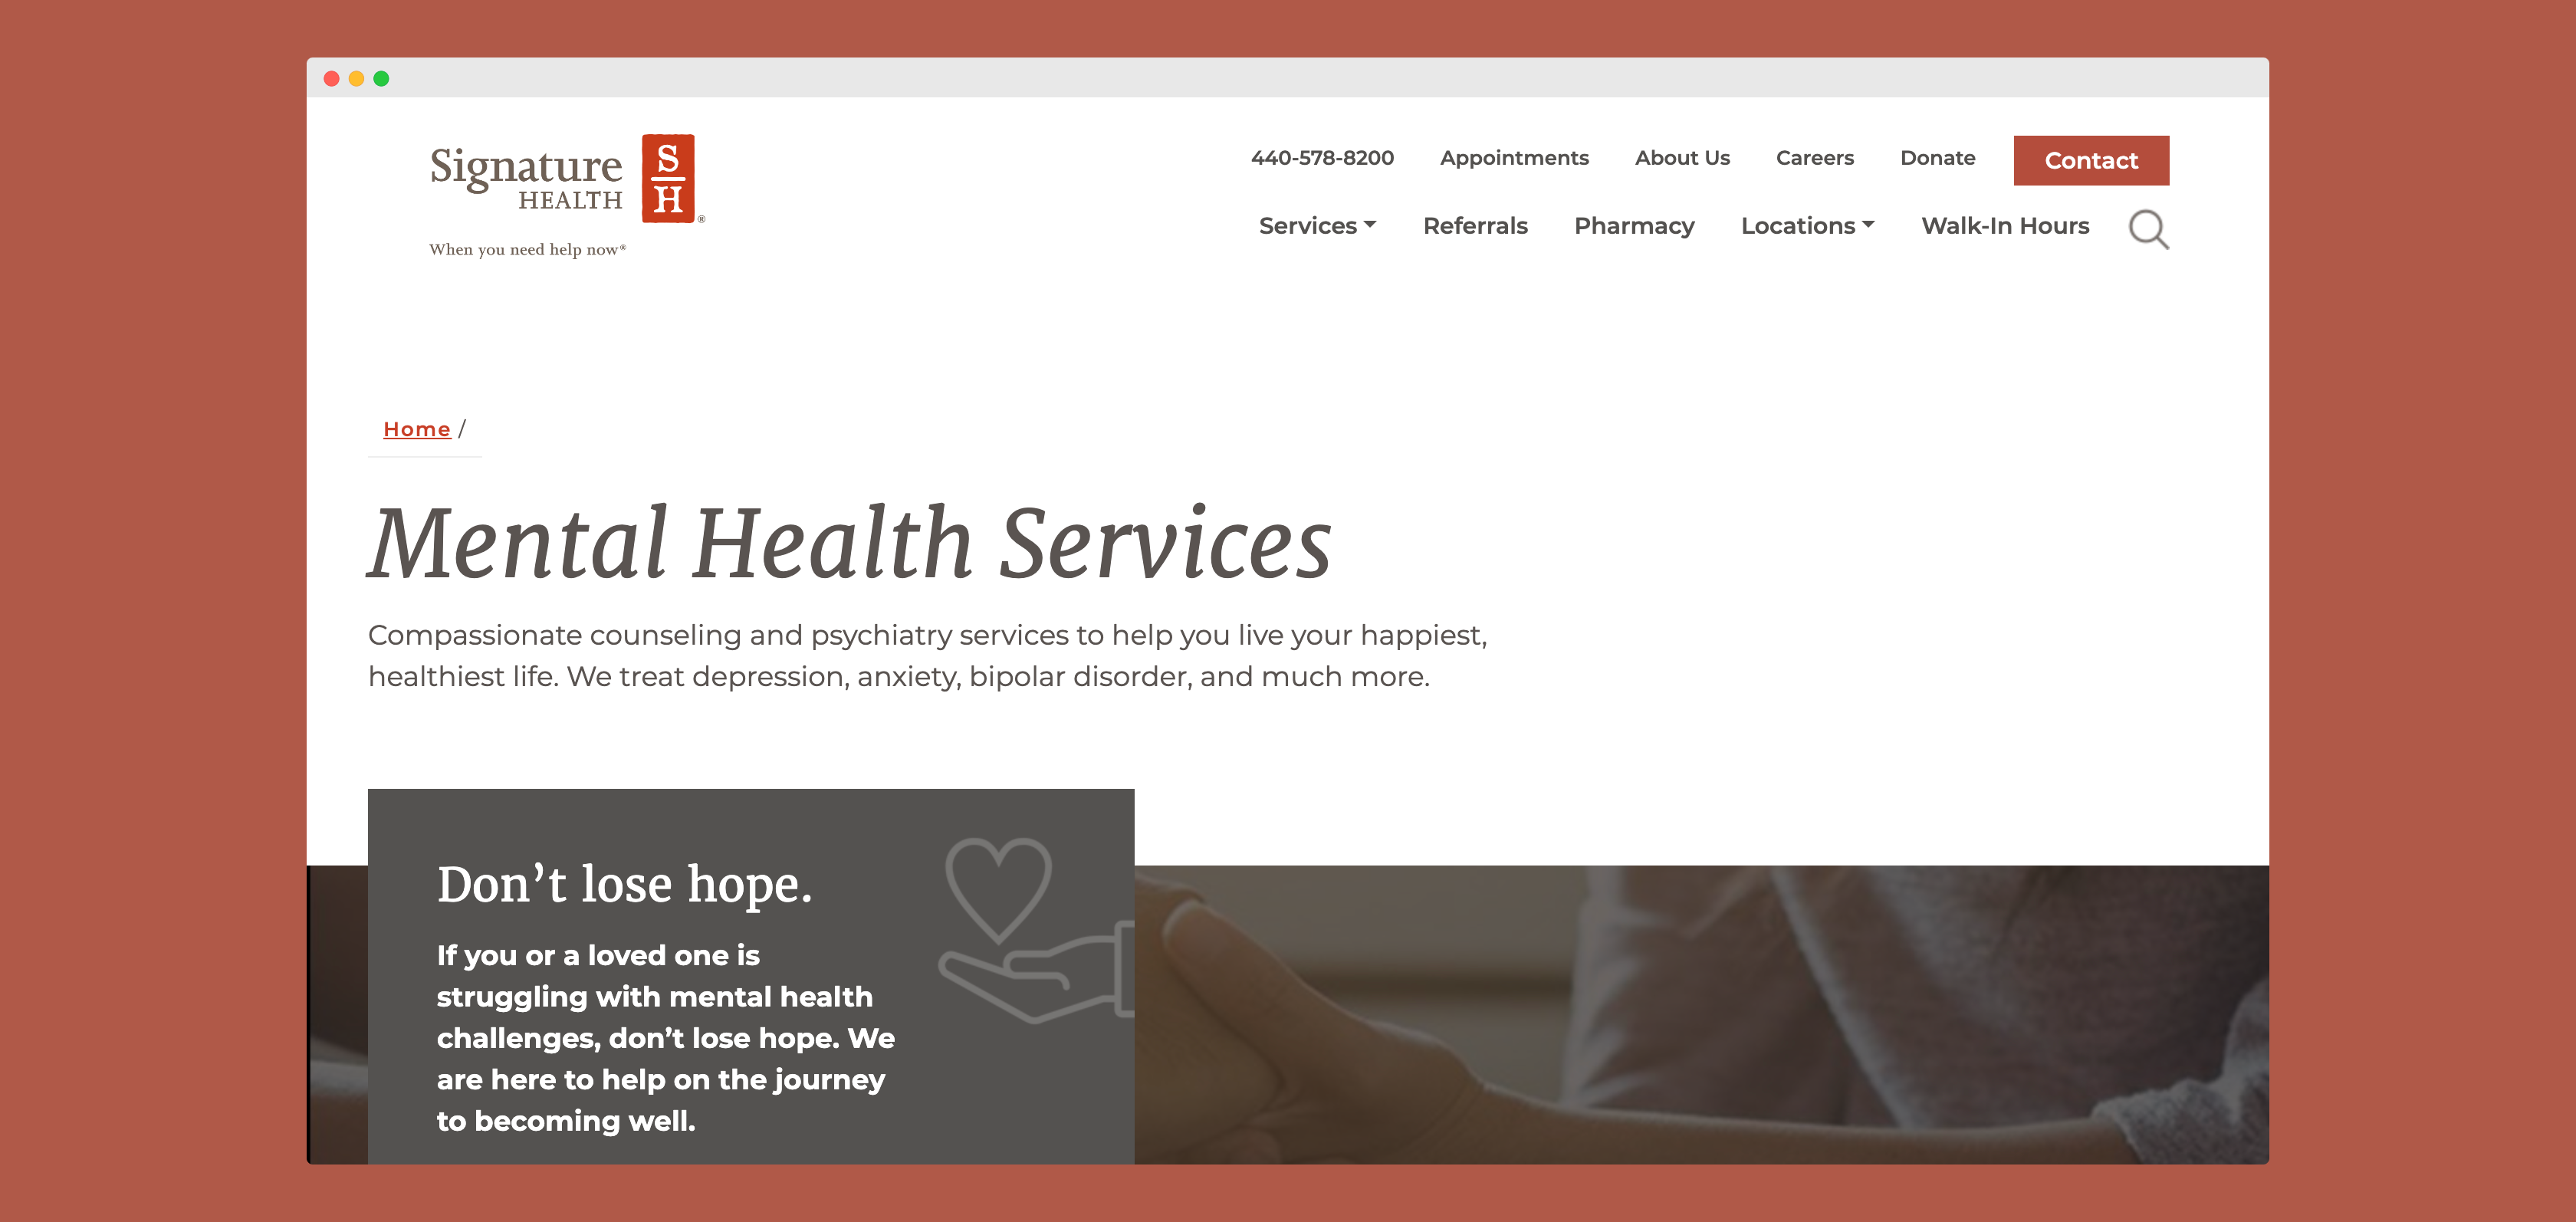 Signature
HEALTH
S
H
®
When you need help now®
440-578-8200 Appointments About Us Careers Donate Contact
Services Referrals Pharmacy Locations Walk-In Hours
Home /
Mental Health Services
Compassionate counseling and psychiatry services to help you live your happiest,
healthiest life. We treat depression, anxiety, bipolar disorder, and much more.
Don’t lose hope.
If you or a loved one is
struggling with mental health
challenges, don’t lose hope. We
are here to help on the journey
to becoming well.